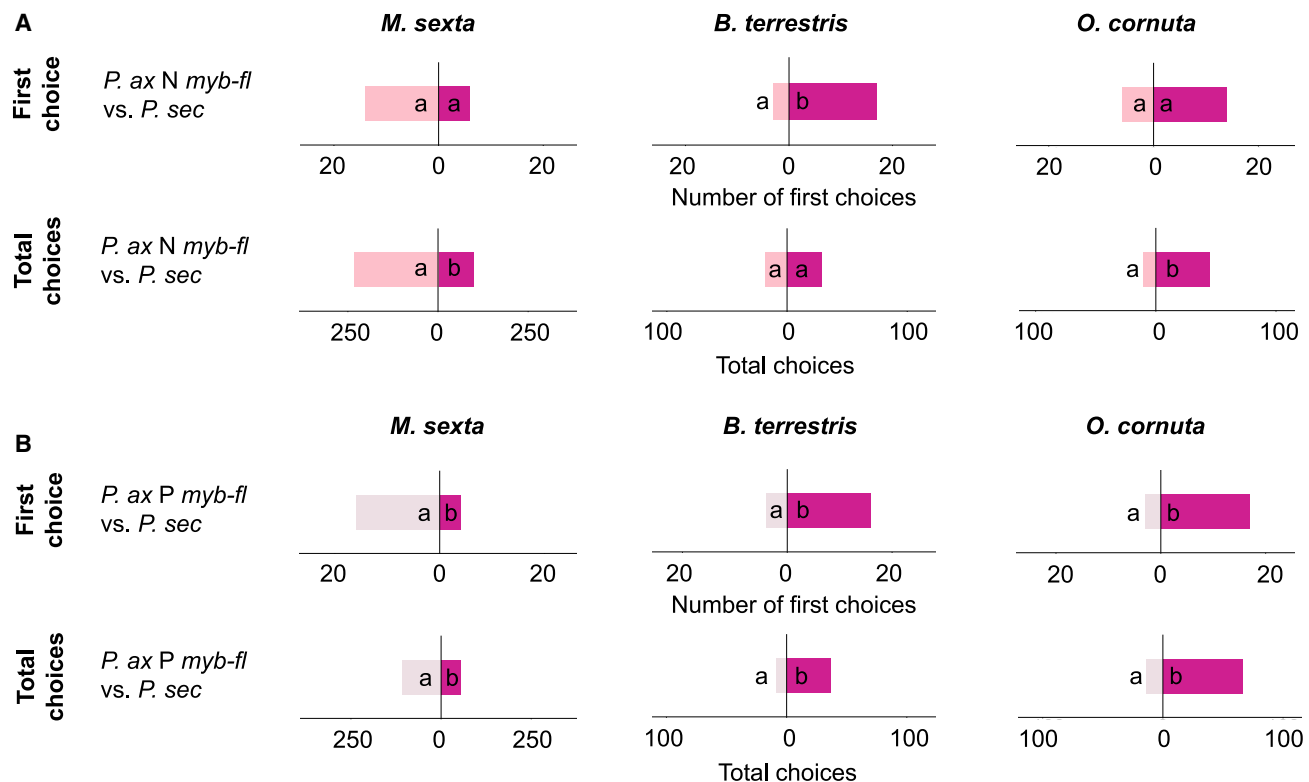 A
M. sexta B. terrestris O. cornuta
First choice
P. ax N myb-fl
vs. P. sec
a a
a b
a a
20 0 20
20 0 20
20 0 20
Number of first choices
Total choices
P. ax N myb-fl
vs. P. sec
a b
a a
a b
250 0 250
100 0 100
100 0 100
Total choices
B
M. sexta B. terrestris O. cornuta
First choice
P. ax P myb-fl
vs. P. sec
a b
a b
a b
20 0 20
20 0 20
20 0 20
Number of first choices
Total choices
P. ax P myb-fl
vs. P. sec
a b
a b
a b
250 0 250
100 0 100
100 0 100
Total choices